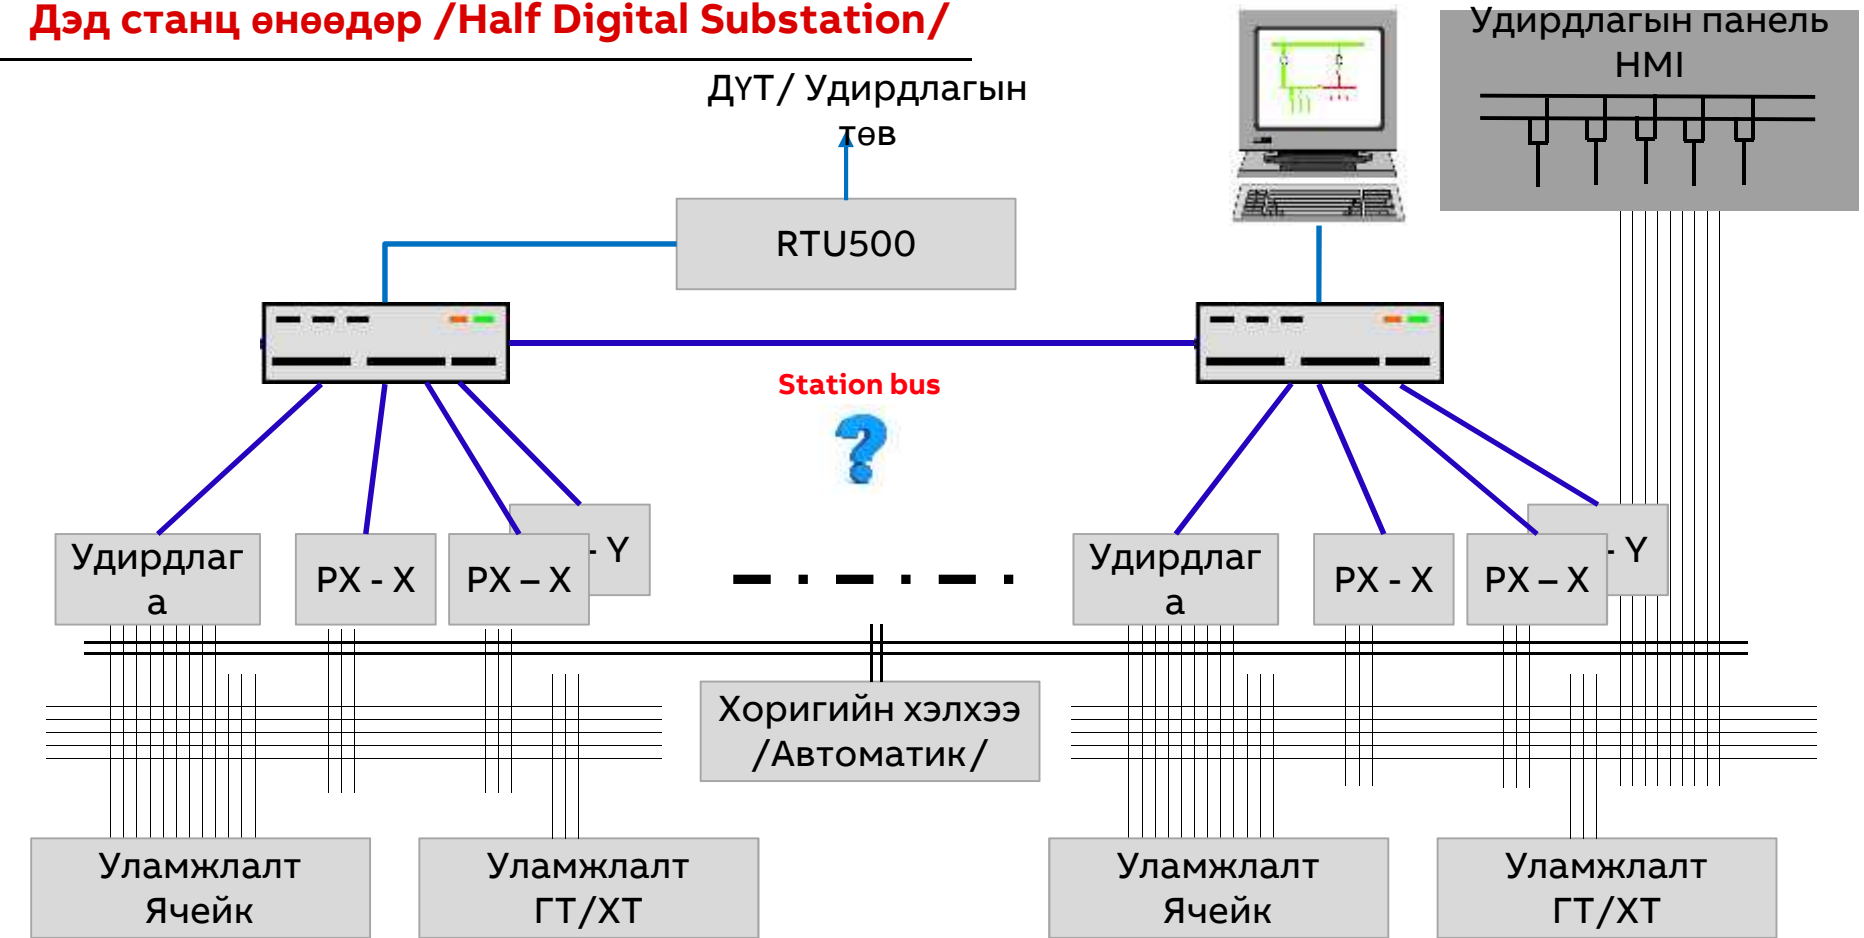 Дэд станц өнөөдөр /Half Digital Substation/
Удирдлагын панель
HMI
ДҮТ/ Удирдлагын
төв
RTU500
Station bus
Удирдлаг
а
РХ - Х
РХ – Х
- Y
Удирдлаг
а
РХ - Х
РХ – Х
- Y
Хоригийн хэлхээ
/Автоматик/
Уламжлалт
Ячейк
Уламжлалт
ГТ/ХТ
Уламжлалт
Ячейк
Уламжлалт
ГТ/ХТ